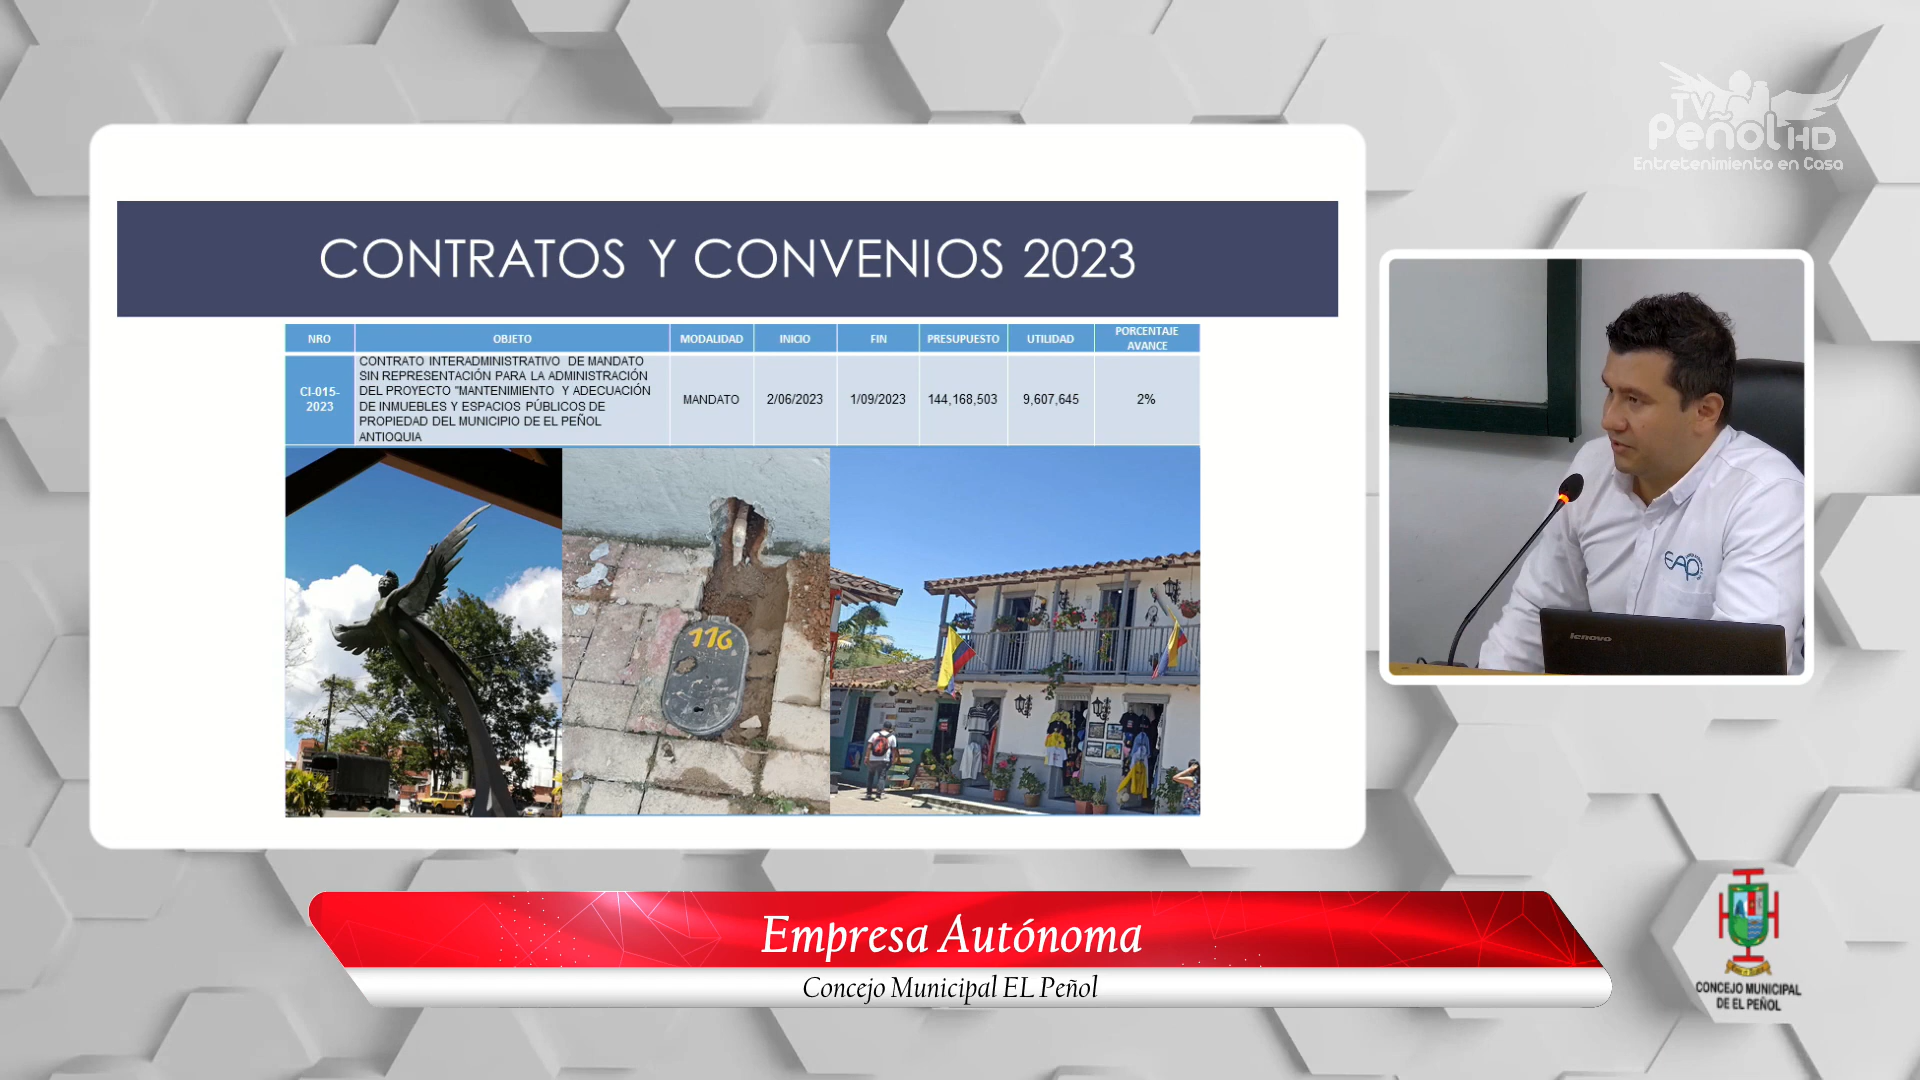 TV
Peñol HD
Entretenimiento en Casa
CONTRATOS Y CONVENIOS 2023
NRO OBJETO MODALIDAD INICIO FIN PRESUPUESTO UTILIDAD PORCENTAJE AVANCE
CI-015-2023
CONTRATO INTERADMINISTRATIVO DE MANDATO
SIN REPRESENTACIÓN PARA LA ADMINISTRACIÓN
DEL PROYECTO "MANTENIMIENTO Y ADECUACIÓN
DE INMUEBLES Y ESPACIOS PÚBLICOS DE
PROPIEDAD DEL MUNICIPIO DE EL PEÑOL
ANTIOQUIA
MANDATO 2/06/2023 1/09/2023 144,168,503 9,607,645 2%
116
EAP
lenovo
Empresa Autónoma
Concejo Municipal EL Peñol
CONCEJO MUNICIPAL
DE EL PEÑOL